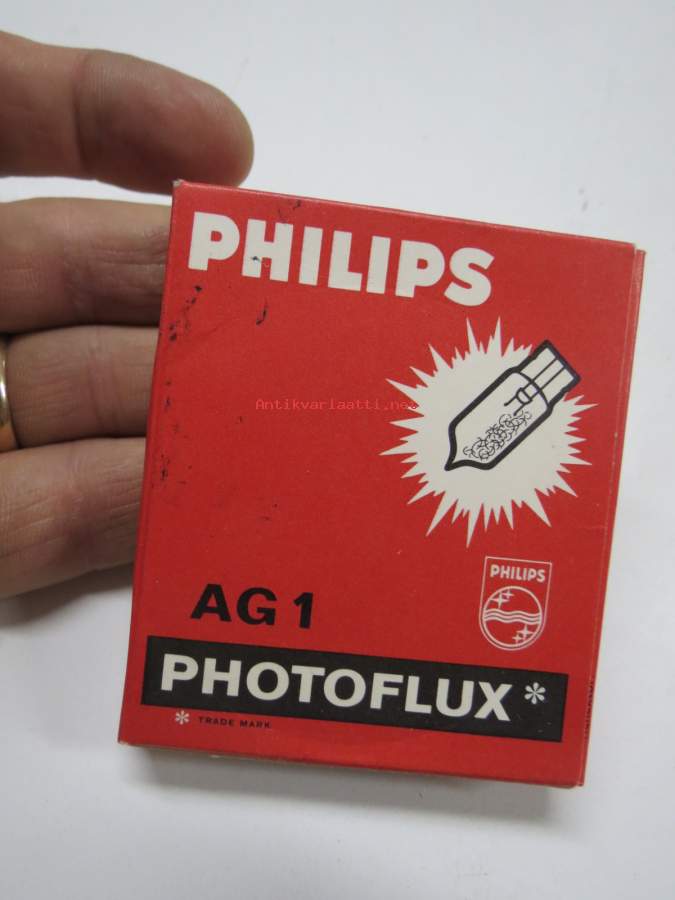 PHILIPS
Antikvariaatti.net
PHILIPS
AG 1
PHOTOFLUX *
* TRADE MARK